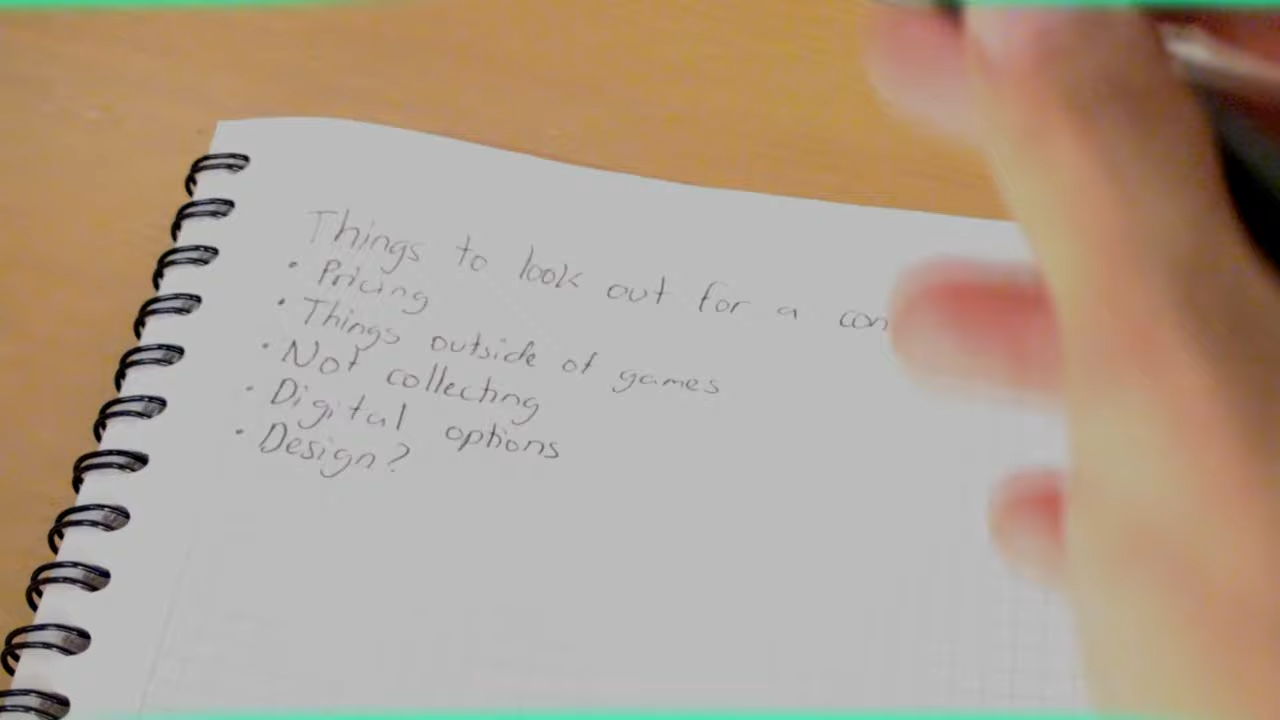 Things to look out for a con
• Pricing
• Things outside of games
• Not collecting
• Digital options
• Design?